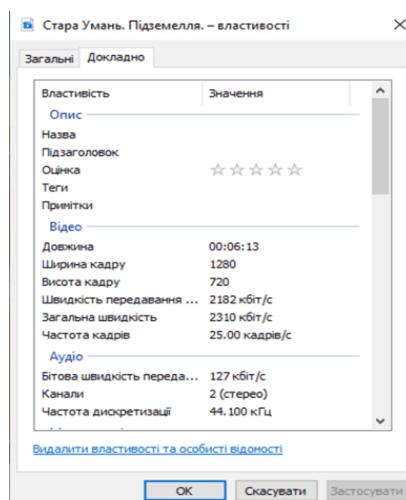 Стара Умань. Підземелля. – властивості
Загальні Докладно
Властивість Значення
Опис
Назва
Підзаголовок
Оцінка
Теги
Примітки
Відео
Довжина 00:06:13
Ширина кадру 1280
Висота кадру 720
Швидкість передавання ... 2182 кбіт/с
Загальна швидкість 2310 кбіт/с
Частота кадрів 25.00 кадрів/с
Аудіо
Бітова швидкість переда... 127 кбіт/с
Канали 2 (стерео)
Частота дискретизації 44.100 кГц
Видалити властивості та особисті відомості
ОК Скасувати Застосувати